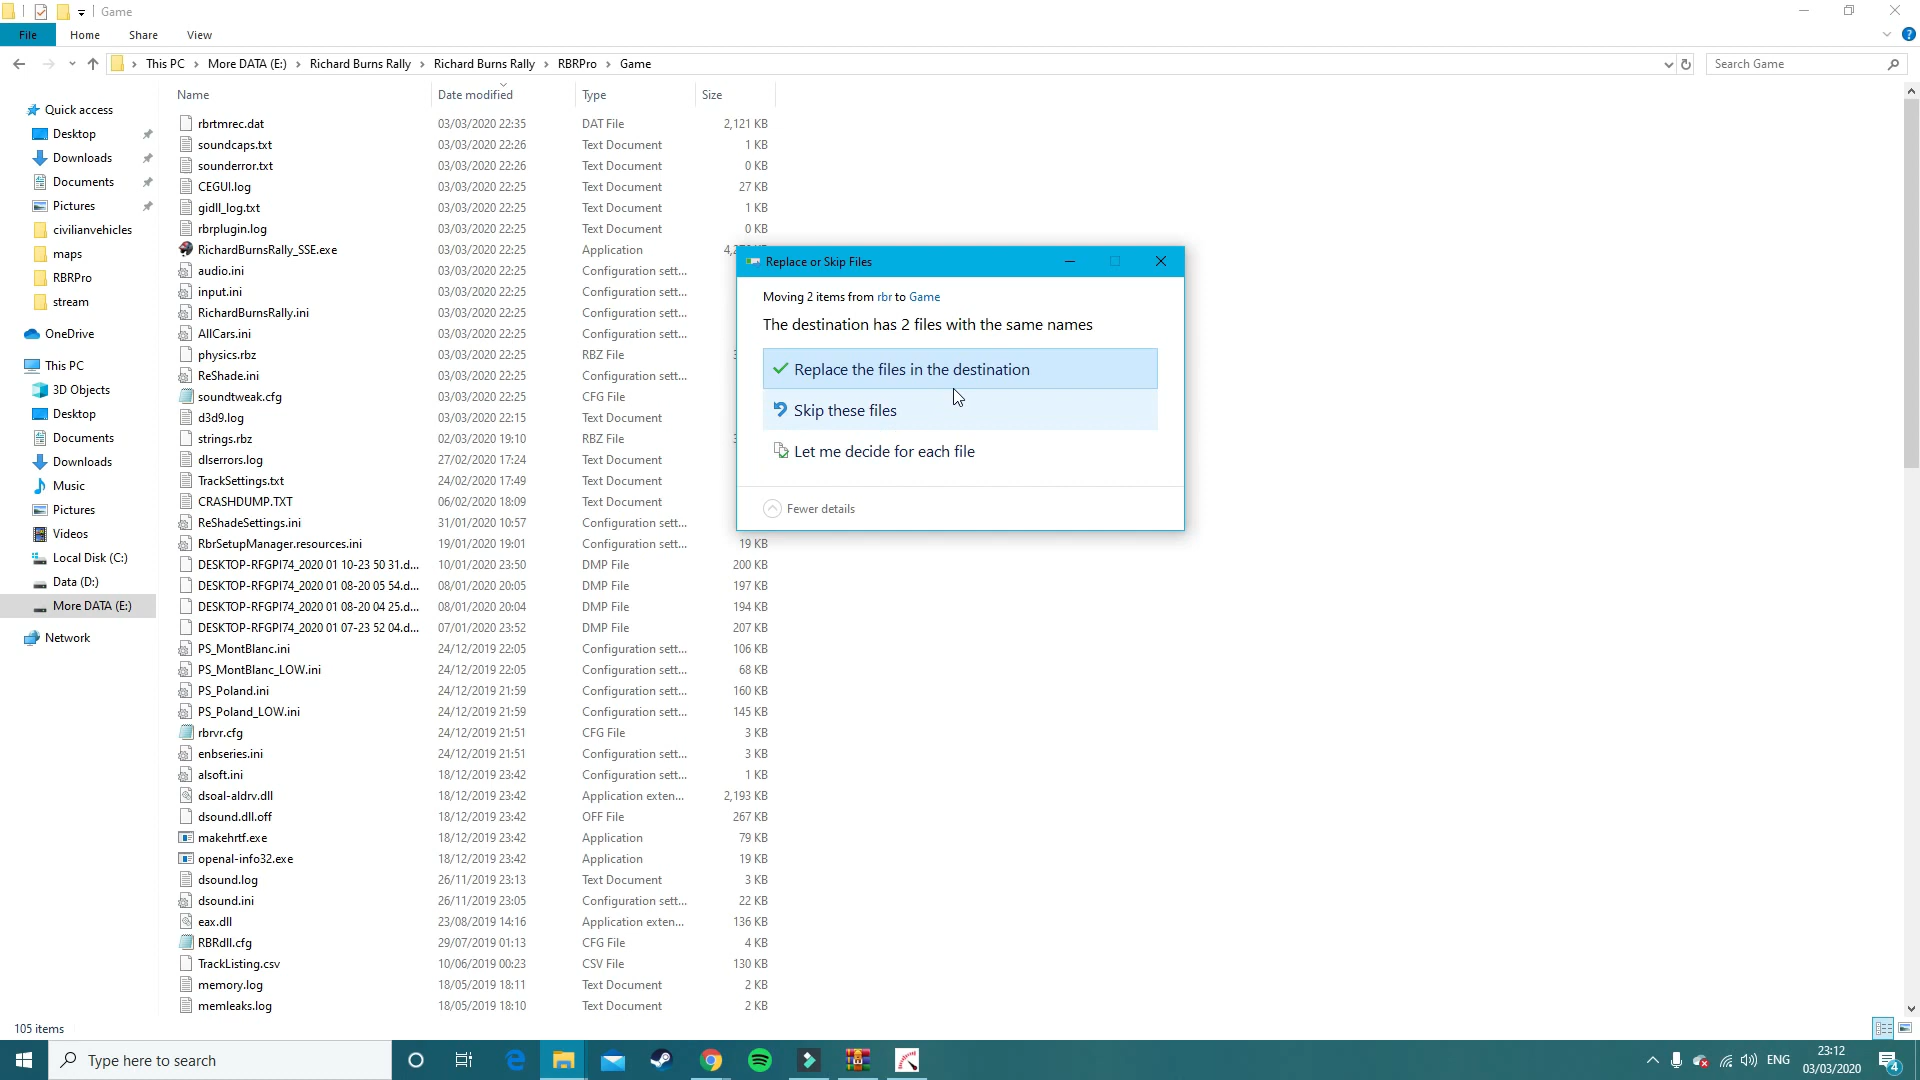 Game
File
Home
Share
View
This PC
More DATA (E:)
Richard Burns Rally
Richard Burns Rally
RBRPro
Game
Search Game
Quick access
Desktop
Downloads
Documents
Pictures
civilianvehicles
maps
RBRPro
stream
OneDrive
This PC
3D Objects
Desktop
Documents
Downloads
Music
Pictures
Videos
Local Disk (C:)
Data (D:)
More DATA (E:)
Network
Name Date modified Type Size
rbrtmrec.dat 03/03/2020 22:35 DAT File 2,121 KB
soundcaps.txt 03/03/2020 22:26 Text Document 1 KB
sounderror.txt 03/03/2020 22:26 Text Document 0 KB
CEGUI.log 03/03/2020 22:25 Text Document 27 KB
gidll_log.txt 03/03/2020 22:25 Text Document 1 KB
rbrplugin.log 03/03/2020 22:25 Text Document 0 KB
RichardBurnsRally_SSE.exe 03/03/2020 22:25 Application
audio.ini 03/03/2020 22:25 Configuration sett...
input.ini 03/03/2020 22:25 Configuration sett...
RichardBurnsRally.ini 03/03/2020 22:25 Configuration sett...
AllCars.ini 03/03/2020 22:25 Configuration sett...
physics.rbz 03/03/2020 22:25 RBZ File
ReShade.ini 03/03/2020 22:25 Configuration sett...
soundtweak.cfg 03/03/2020 22:25 CFG File
d3d9.log 03/03/2020 22:15 Text Document
strings.rbz 02/03/2020 19:10 RBZ File
dlserrors.log 27/02/2020 17:24 Text Document
TrackSettings.txt 24/02/2020 17:49 Text Document
CRASHDUMP.TXT 06/02/2020 18:09 Text Document
ReShadeSettings.ini 31/01/2020 10:57 Configuration sett...
RbrSetupManager.resources.ini 19/01/2020 19:01 Configuration sett... 19 KB
DESKTOP-RFGPI74_2020 01 10-23 50 31.d... 10/01/2020 23:50 DMP File 200 KB
DESKTOP-RFGPI74_2020 01 08-20 05 54.d... 08/01/2020 20:05 DMP File 197 KB
DESKTOP-RFGPI74_2020 01 08-20 04 25.d... 08/01/2020 20:04 DMP File 194 KB
DESKTOP-RFGPI74_2020 01 07-23 52 04.d... 07/01/2020 23:52 DMP File 207 KB
PS_MontBlanc.ini 24/12/2019 22:05 Configuration sett... 106 KB
PS_MontBlanc_LOW.ini 24/12/2019 22:05 Configuration sett... 68 KB
PS_Poland.ini 24/12/2019 21:59 Configuration sett... 160 KB
PS_Poland_LOW.ini 24/12/2019 21:59 Configuration sett... 145 KB
rbrvr.cfg 24/12/2019 21:51 CFG File 3 KB
enbseries.ini 24/12/2019 21:51 Configuration sett... 3 KB
alsoft.ini 18/12/2019 23:42 Configuration sett... 1 KB
dsoal-aldrv.dll 18/12/2019 23:42 Application exten... 2,193 KB
dsound.dll.off 18/12/2019 23:42 OFF File 267 KB
makehrtf.exe 18/12/2019 23:42 Application 79 KB
openal-info32.exe 18/12/2019 23:42 Application 19 KB
dsound.log 26/11/2019 23:13 Text Document 3 KB
dsound.ini 26/11/2019 23:05 Configuration sett... 22 KB
eax.dll 23/08/2019 14:16 Application exten... 136 KB
RBRdll.cfg 29/07/2019 01:13 CFG File 4 KB
TrackListing.csv 10/06/2019 00:23 CSV File 130 KB
memory.log 18/05/2019 18:11 Text Document 2 KB
memleaks.log 18/05/2019 18:10 Text Document 2 KB
Replace or Skip Files
Moving 2 items from rbr to Game
The destination has 2 files with the same names
Replace the files in the destination
Skip these files
Let me decide for each file
Fewer details
105 items
Type here to search
ENG
23:12
03/03/2020
4